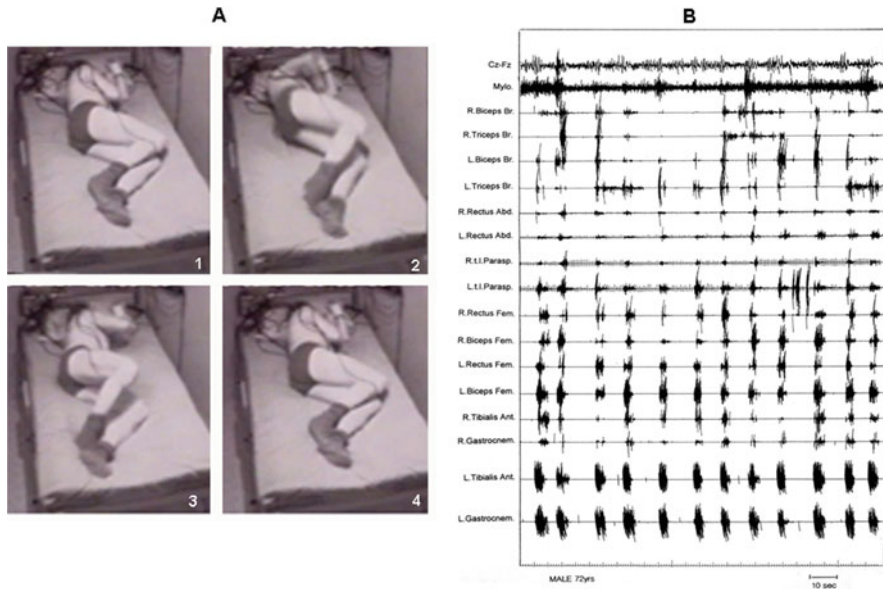 A
B
1
2
3
4
Cz-Fz
Mylo.
R.Biceps Br.
R.Triceps Br.
L.Biceps Br.
L.Triceps Br.
R.Rectus Abd.
L.Rectus Abd.
R.t.l.Parasp.
L.t.l.Parasp.
R.Rectus Fem.
R.Biceps Fem.
L.Rectus Fem.
L.Biceps Fem.
R.Tibialis Ant.
R.Gastrocnem.
L.Tibialis Ant.
L.Gastrocnem.
MALE 72yrs
10 sec